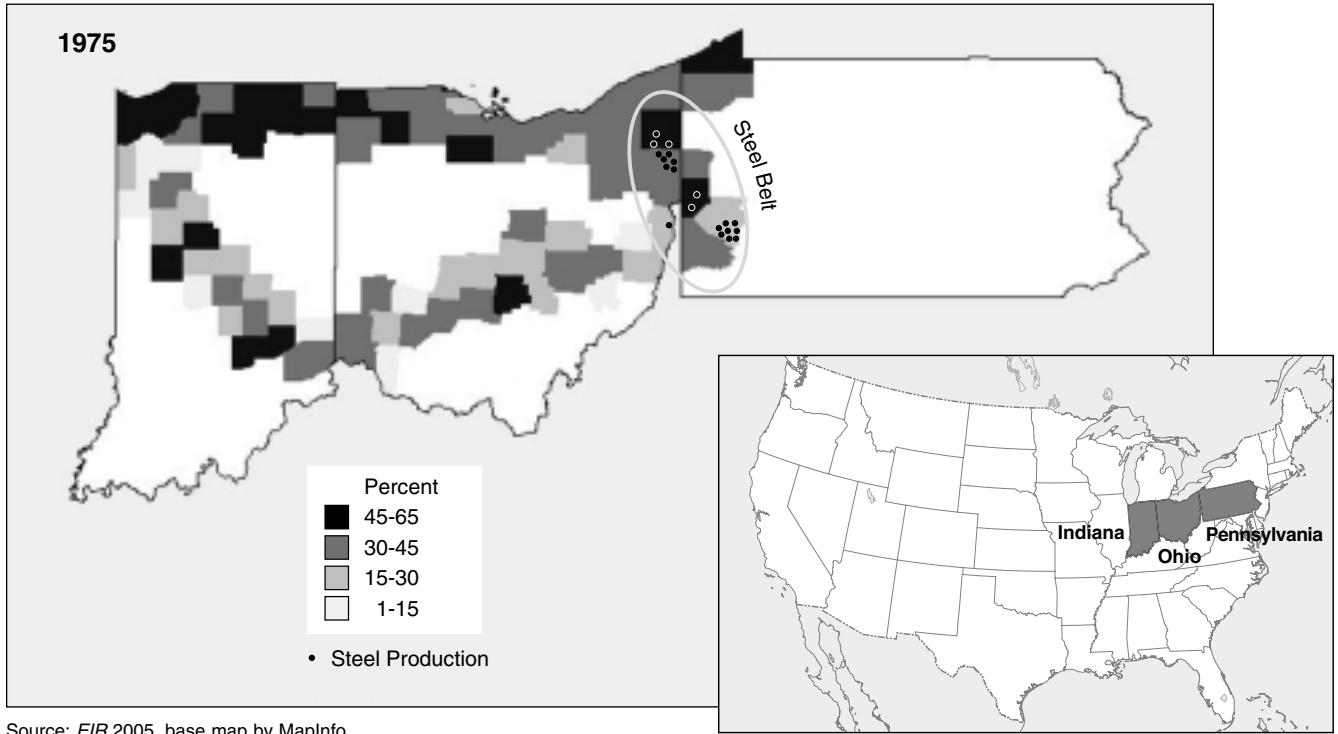 1975
Steel Belt
Percent
45-65
30-45
15-30
1-15
• Steel Production
Indiana
Ohio
Pennsylvania
Source: EIR 2005, base map by MapInfo